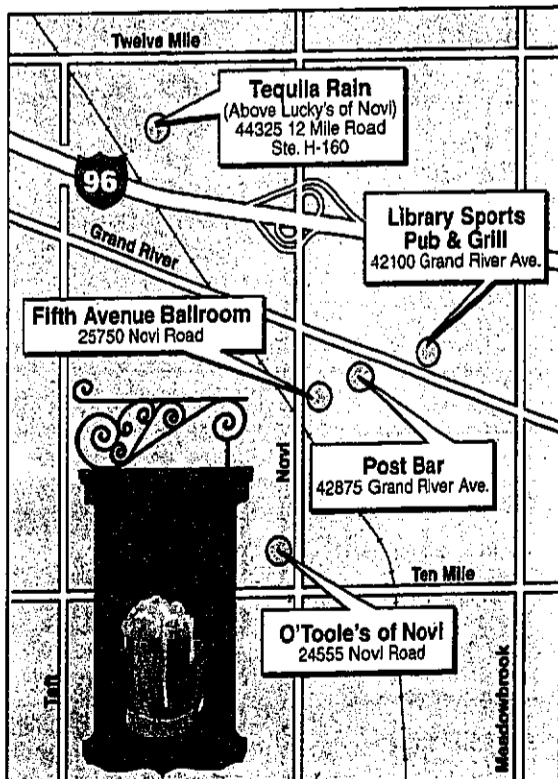 Twelve Mile
Tequila Rain
(Above Lucky's of Novi)
44325 12 Mile Road
Ste. H-160
96
Grand River
Library Sports
Pub & Grill
42100 Grand River Ave.
Fifth Avenue Ballroom
25750 Novi Road
Novi
Post Bar
42875 Grand River Ave.
Ten Mile
O'Toole's of Novi
24555 Novi Road
Taft
Meadowbrook